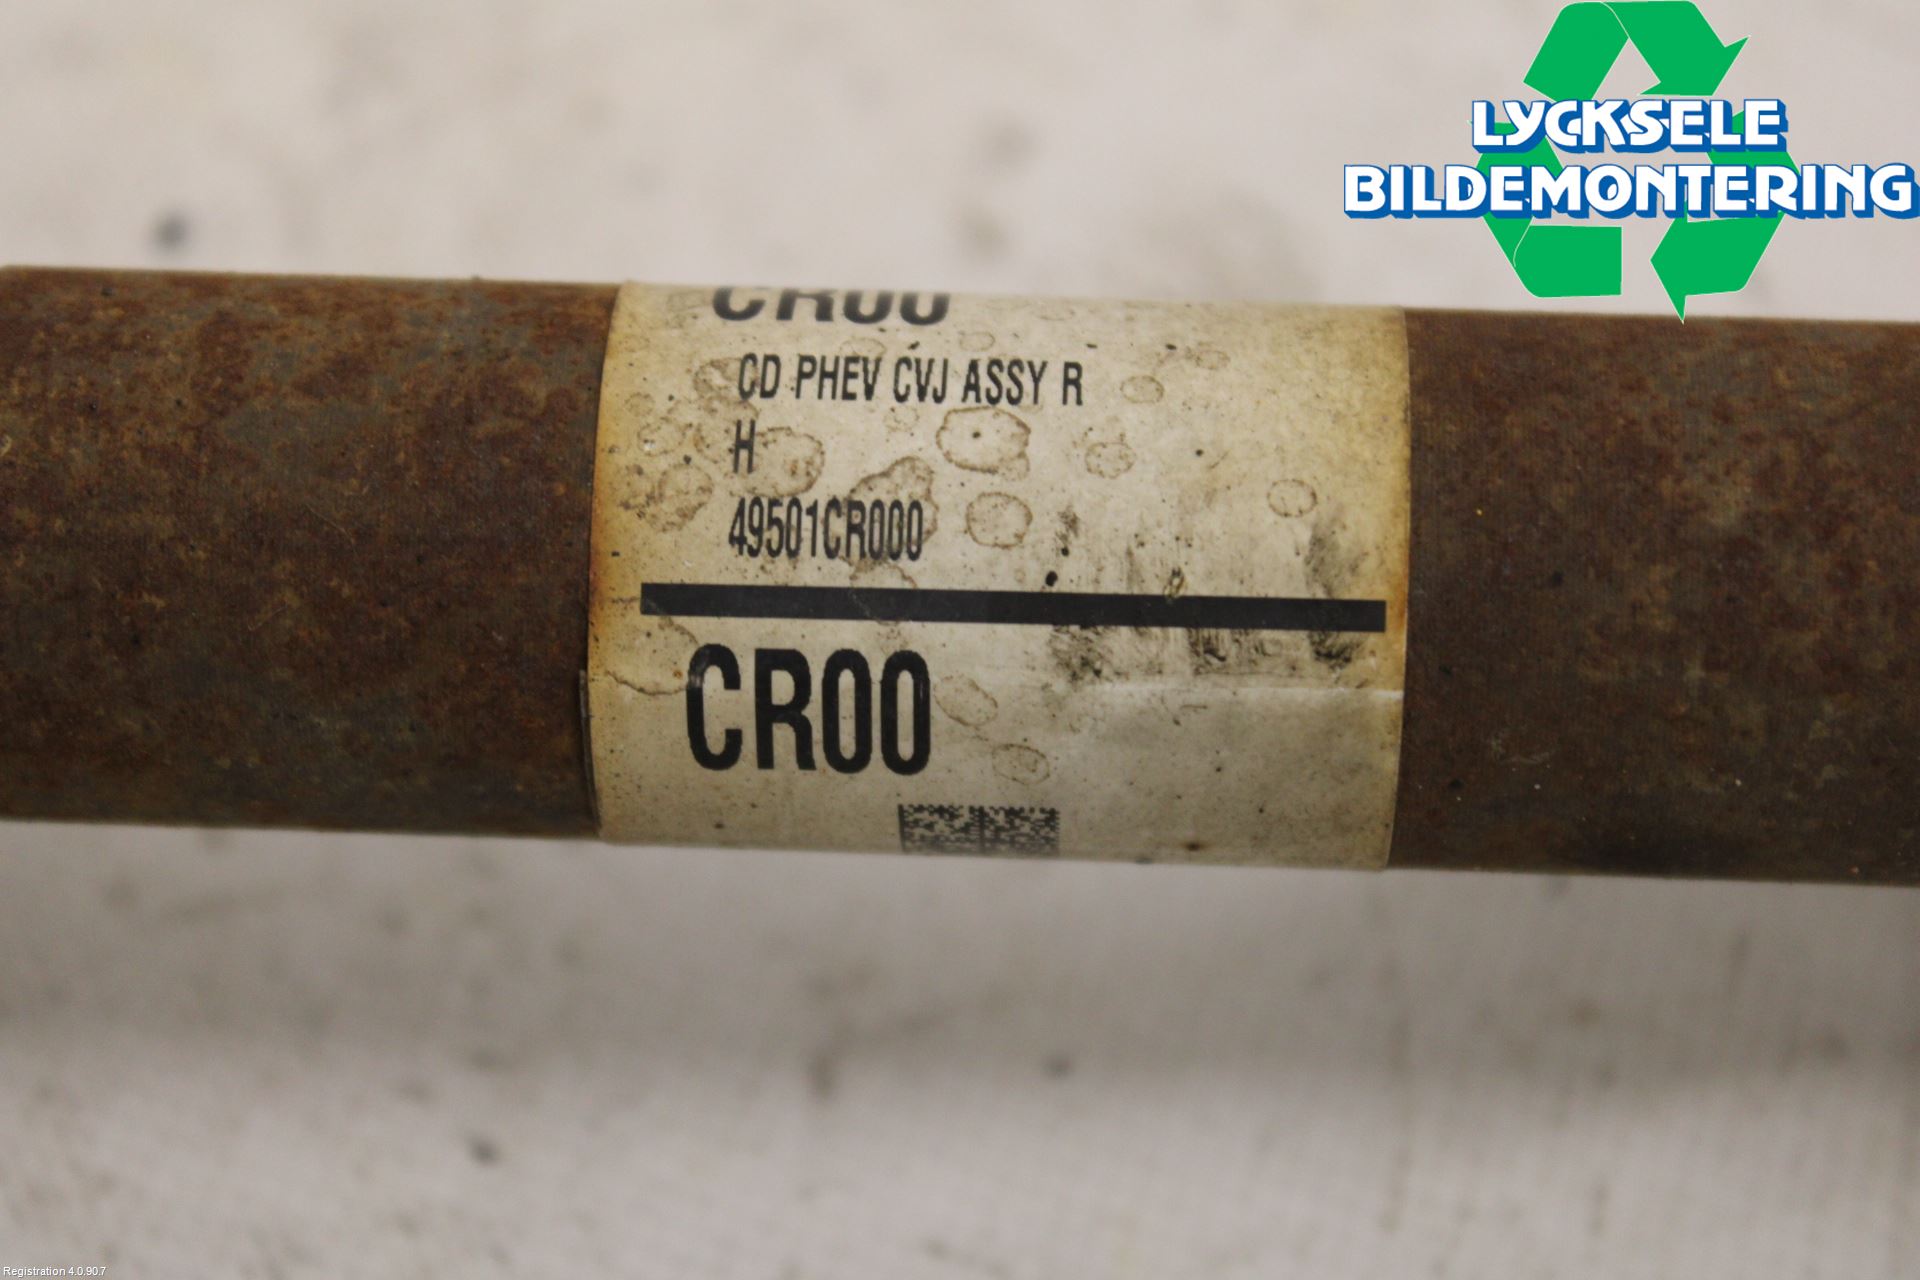 LYCKSELE
BILDEMONTERING
CR00
CD PHEV CVJ ASSY R
H
49501CR000
CR00
Registration 4.0.90.7